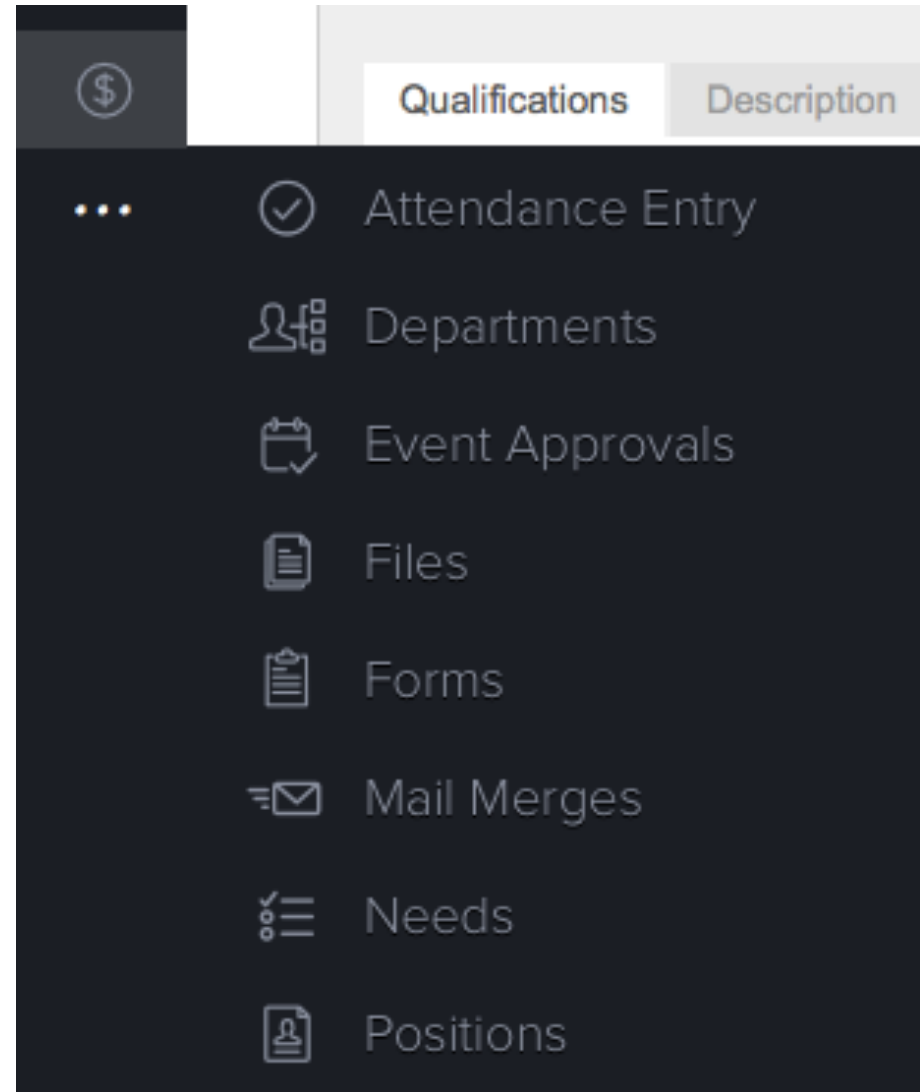 Qualifications Description
Attendance Entry
Departments
Event Approvals
Files
Forms
Mail Merges
Needs
Positions